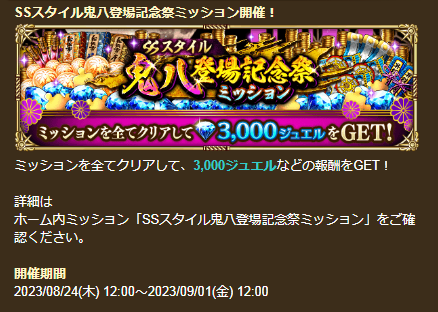 SSスタイル鬼八登場記念祭ミッション開催！
SSスタイル
鬼八登場記念祭
ミッション
ミッションを全てクリアして3,000ジュエルをGET!
ミッションを全てクリアして、3,000ジュエルなどの報酬をGET！
詳細は
ホーム内ミッション「SSスタイル鬼八登場記念祭ミッション」をご確
認ください。
開催期間
2023/08/24(木) 12:00～2023/09/01(金) 12:00